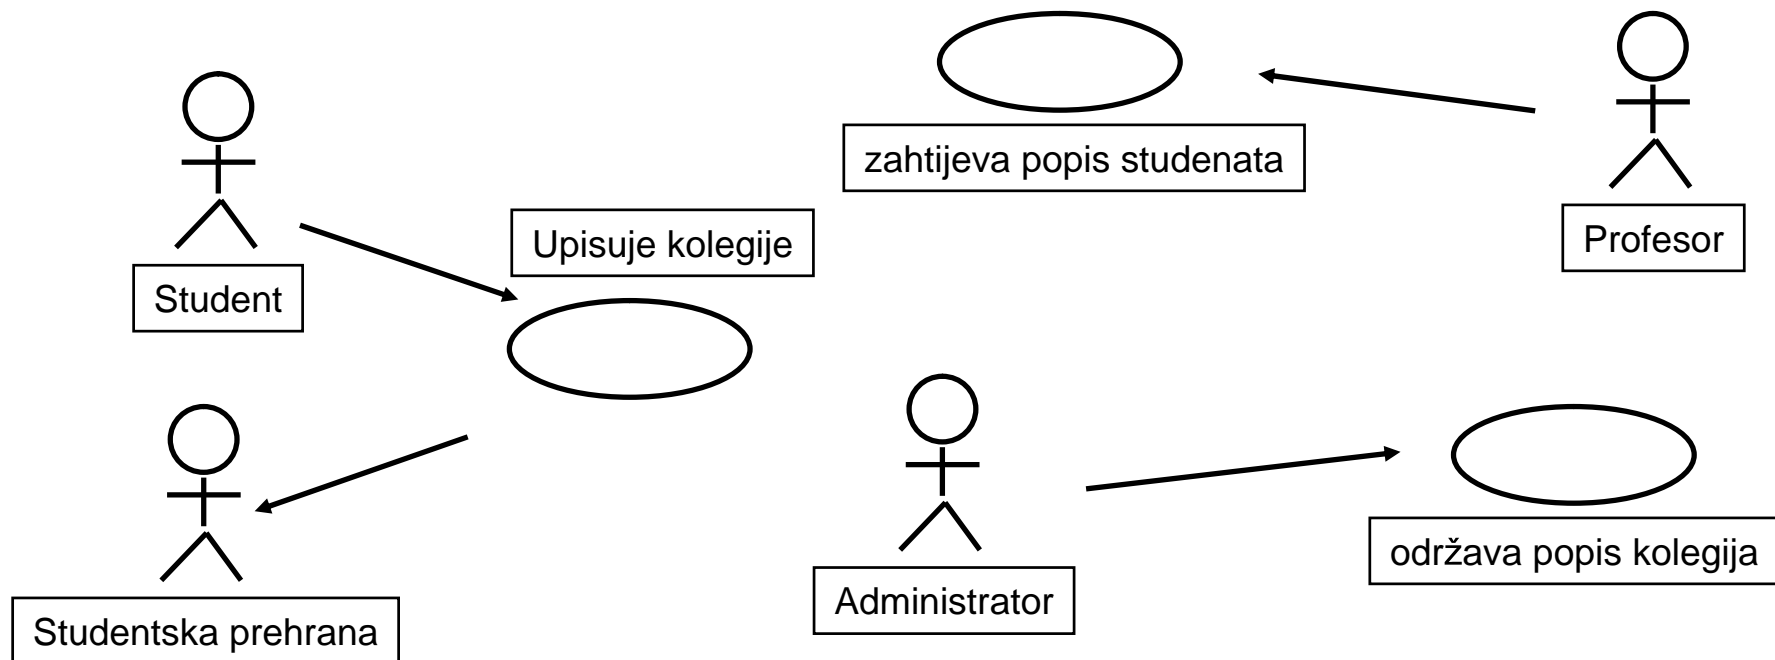 zahtijeva popis studenata
Upisuje kolegije
Profesor
Student
održava popis kolegija
Administrator
Studentska prehrana